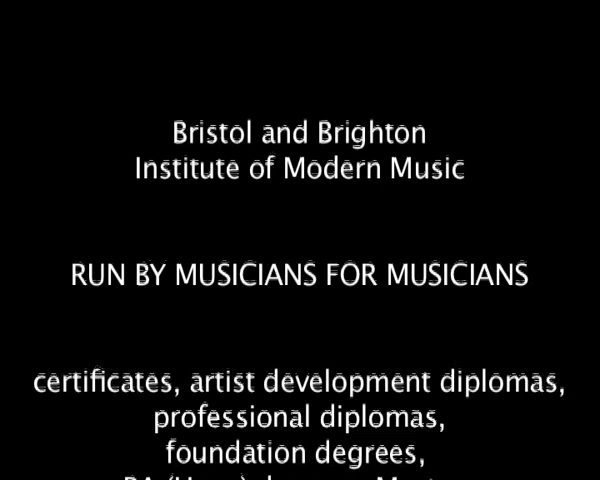 Bristol and Brighton
Institute of Modern Music
RUN BY MUSICIANS FOR MUSICIANS
certificates, artist development diplomas,
professional diplomas,
foundation degrees,